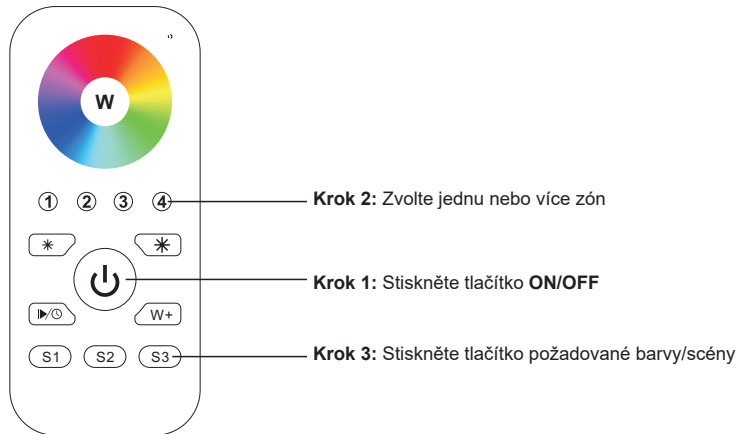 W
1 2 3 4
Krok 2: Zvolte jednu nebo více zón
Krok 1: Stiskněte tlačítko ON/OFF
W+
S1 S2 S3
Krok 3: Stiskněte tlačítko požadované barvy/scény